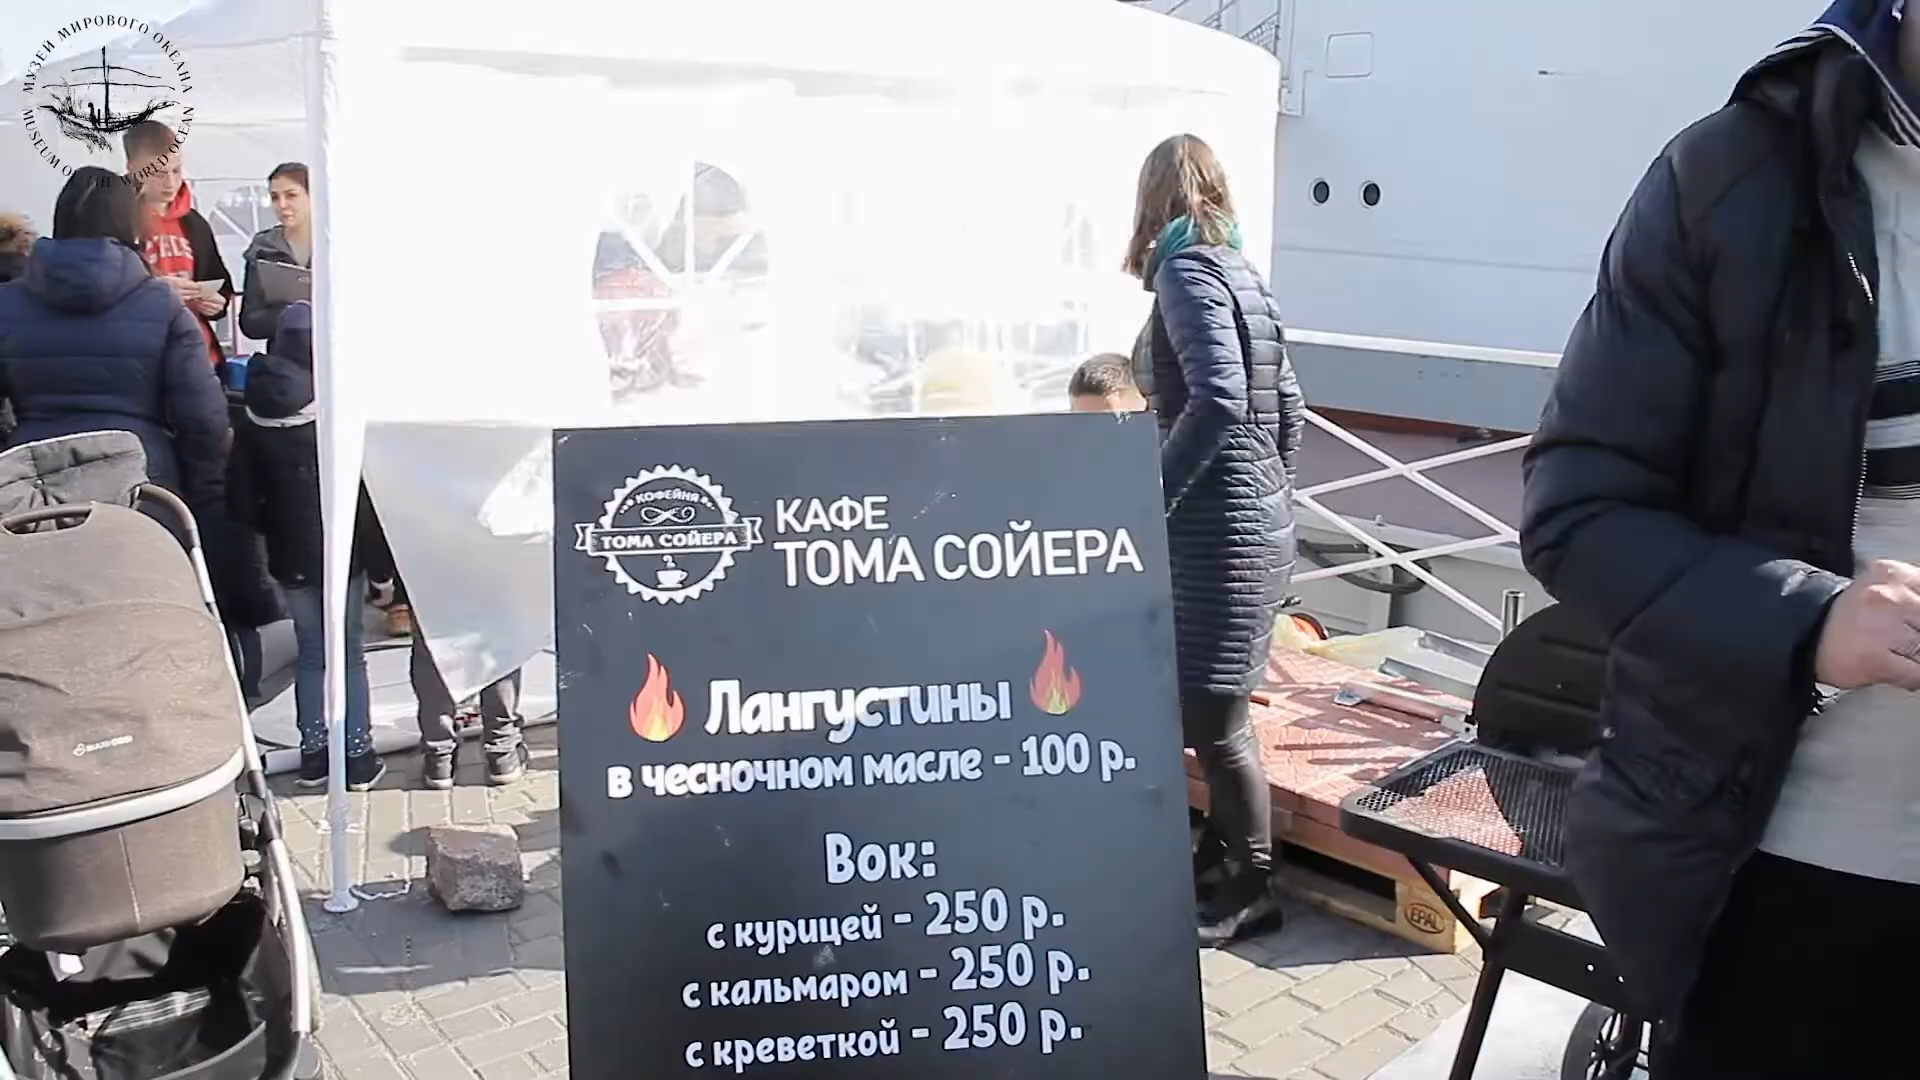 МУЗЕЙ МИРОВОГО ОКЕАНА
MUSEUM OF THE WORLD OCEAN
КОФЕЙНЯ
ТОМА СОЙЕРА
КАФЕ
ТОМА СОЙЕРА
Лангустины
в чесночном масле - 100 р.
Вок:
с курицей - 250 р.
с кальмаром - 250 р.
с креветкой - 250 р.
EPAL